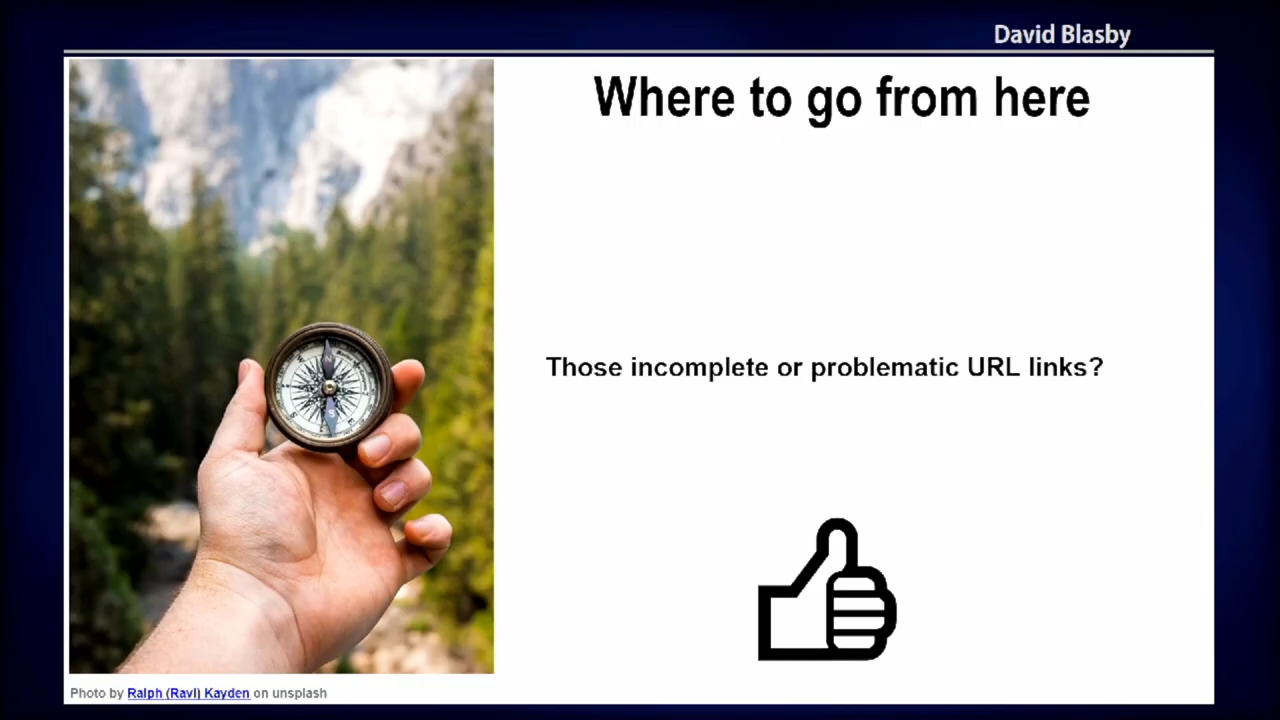 David Blasby
Where to go from here
Those incomplete or problematic URL links?
Photo by Ralph (Ravi) Kayden on unsplash